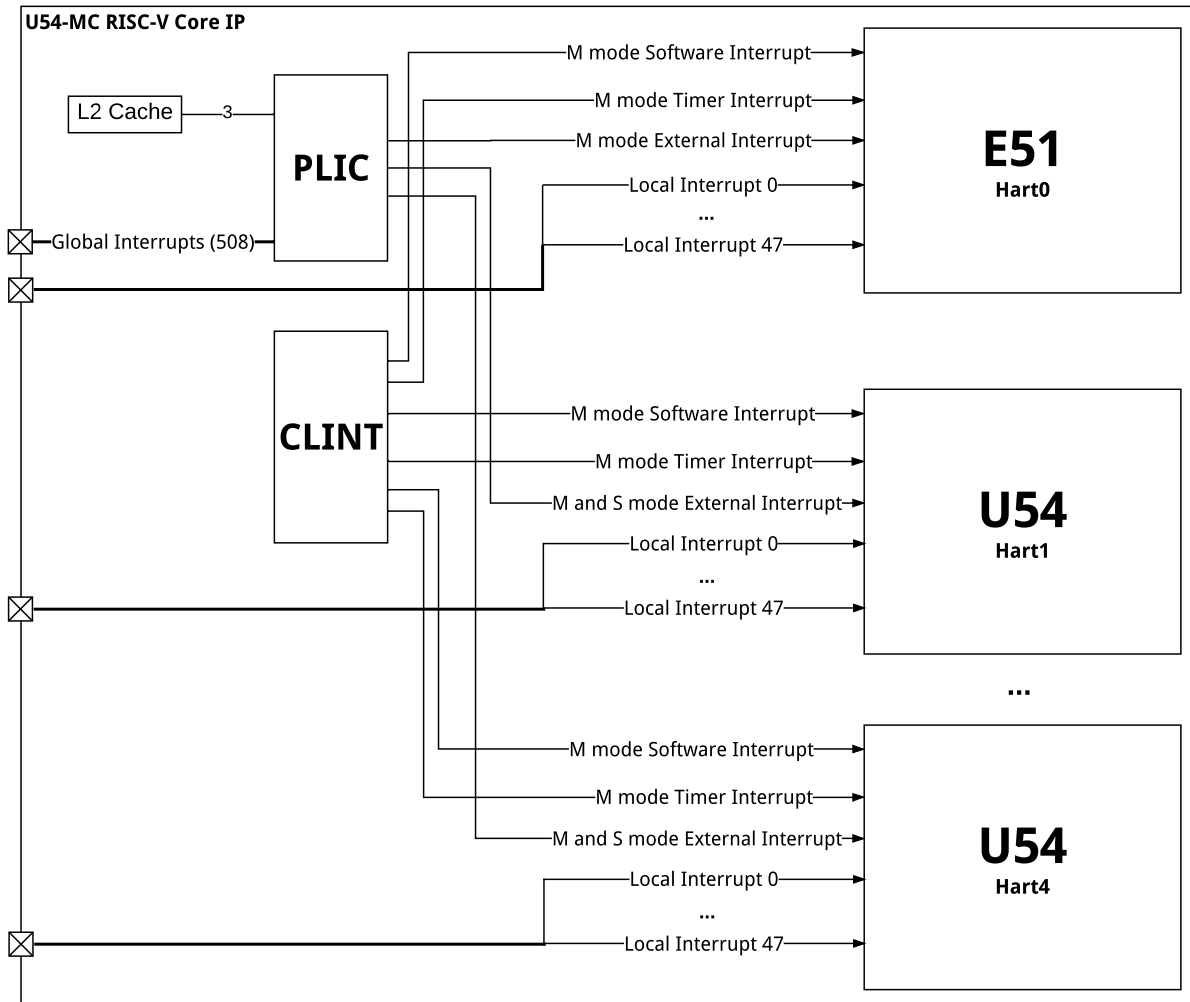 U54-MC RISC-V Core IP
M mode Software Interrupt
L2 Cache
3
M mode Timer Interrupt
PLIC
M mode External Interrupt
E51
Hart0
Local Interrupt 0
...
Global Interrupts (508)
Local Interrupt 47
CLINT
M mode Software Interrupt
M mode Timer Interrupt
M and S mode External Interrupt
U54
Hart1
Local Interrupt 0
...
Local Interrupt 47
...
M mode Software Interrupt
M mode Timer Interrupt
M and S mode External Interrupt
U54
Hart4
Local Interrupt 0
...
Local Interrupt 47